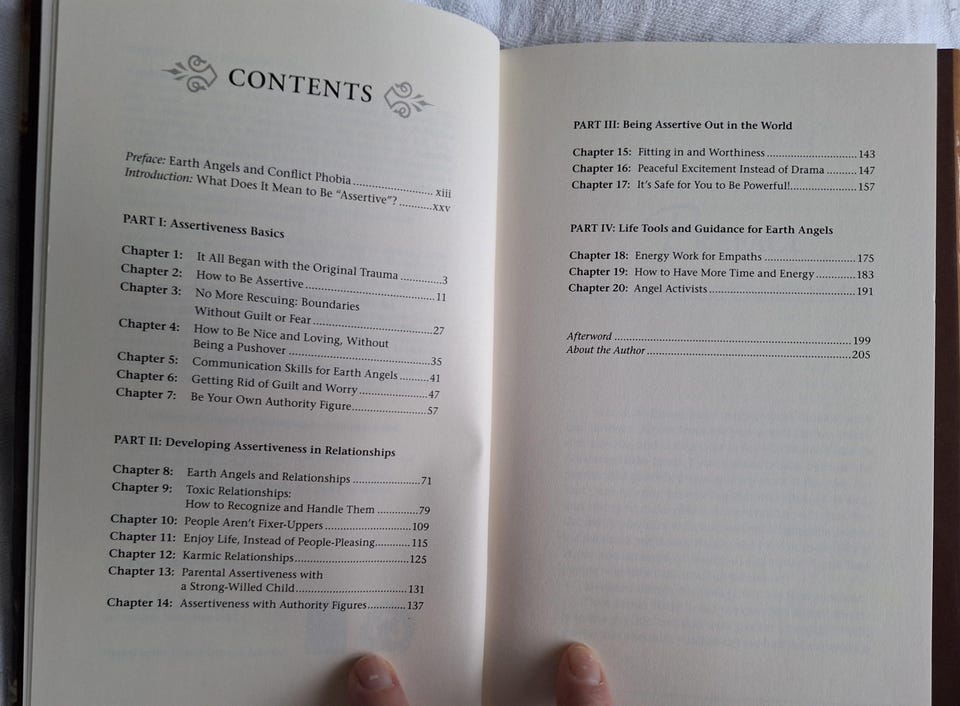 CONTENTS
Preface: Earth Angels and Conflict Phobia.................... xiii
Introduction: What Does It Mean to Be "Assertive"?..........xxv
PART I: Assertiveness Basics
Chapter 1: It All Began with the Original Trauma..............3
Chapter 2: How to Be Assertive.................................11
Chapter 3: No More Rescuing: Boundaries
Without Guilt or Fear..............................27
Chapter 4: How to Be Nice and Loving, Without
Being a Pushover...................................35
Chapter 5: Communication Skills for Earth Angels.........41
Chapter 6: Getting Rid of Guilt and Worry....................47
Chapter 7: Be Your Own Authority Figure.....................57
PART II: Developing Assertiveness in Relationships
Chapter 8: Earth Angels and Relationships....................71
Chapter 9: Toxic Relationships:
How to Recognize and Handle Them............79
Chapter 10: People Aren't Fixer-Uppers.........................109
Chapter 11: Enjoy Life, Instead of People-Pleasing...........115
Chapter 12: Karmic Relationships.................................125
Chapter 13: Parental Assertiveness with
a Strong-Willed Child.................................131
Chapter 14: Assertiveness with Authority Figures............137
PART III: Being Assertive Out in the World
Chapter 15: Fitting in and Worthiness..........................143
Chapter 16: Peaceful Excitement Instead of Drama.........147
Chapter 17: It's Safe for You to Be Powerful!...................157
PART IV: Life Tools and Guidance for Earth Angels
Chapter 18: Energy Work for Empaths..........................175
Chapter 19: How to Have More Time and Energy............183
Chapter 20: Angel Activists..........................................191
Afterword.................................................................199
About the Author.......................................................205